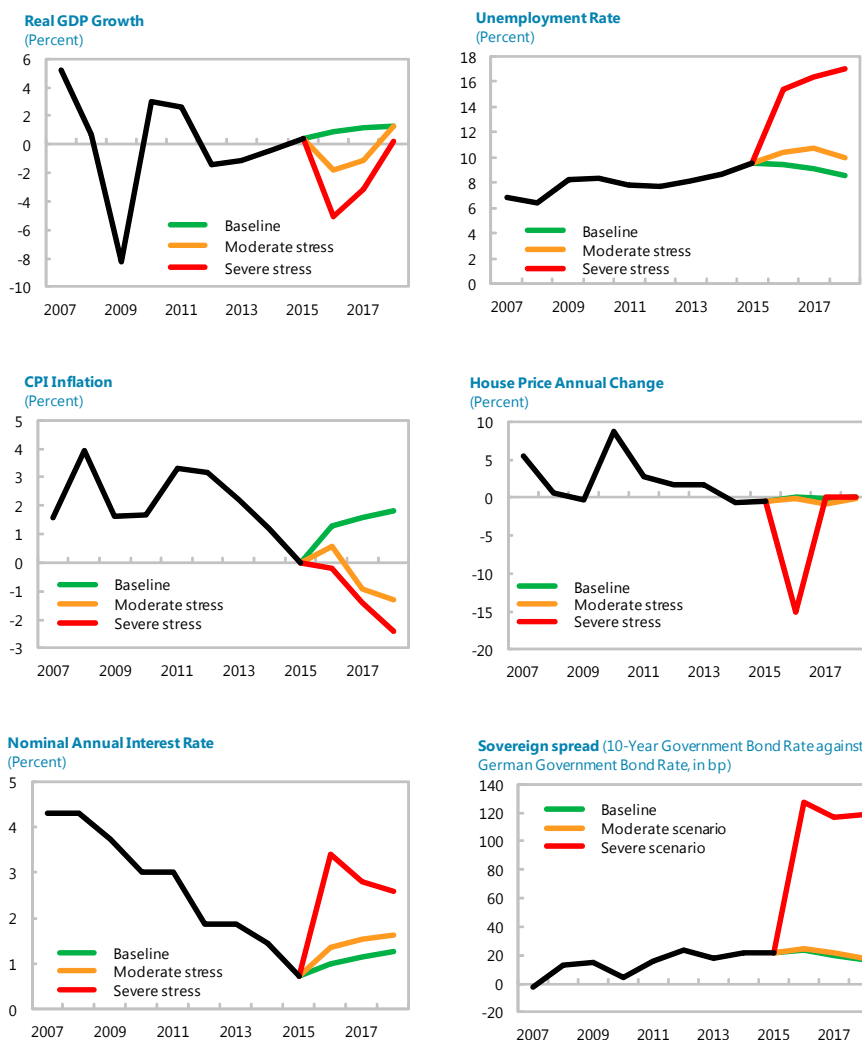 Real GDP Growth
(Percent)
6
4
2
0
-2
-4
-6
-8
-10
Baseline
Moderate stress
Severe stress
2007 2009 2011 2013 2015 2017
Unemployment Rate
(Percent)
18
16
14
12
10
8
6
4
2
0
Baseline
Moderate stress
Severe stress
2007 2009 2011 2013 2015 2017
CPI Inflation
(Percent)
5
4
3
2
1
0
-1
-2
-3
Baseline
Moderate stress
Severe stress
2007 2009 2011 2013 2015 2017
House Price Annual Change
(Percent)
10
5
0
-5
-10
-15
-20
Baseline
Moderate stress
Severe stress
2007 2009 2011 2013 2015 2017
Nominal Annual Interest Rate
(Percent)
5
4
3
2
1
0
Baseline
Moderate stress
Severe stress
2007 2009 2011 2013 2015 2017
Sovereign spread (10-Year Government Bond Rate against
German Government Bond Rate, in bp)
140
120
100
80
60
40
20
0
-20
Baseline
Moderate scenario
Severe scenario
2007 2009 2011 2013 2015 2017